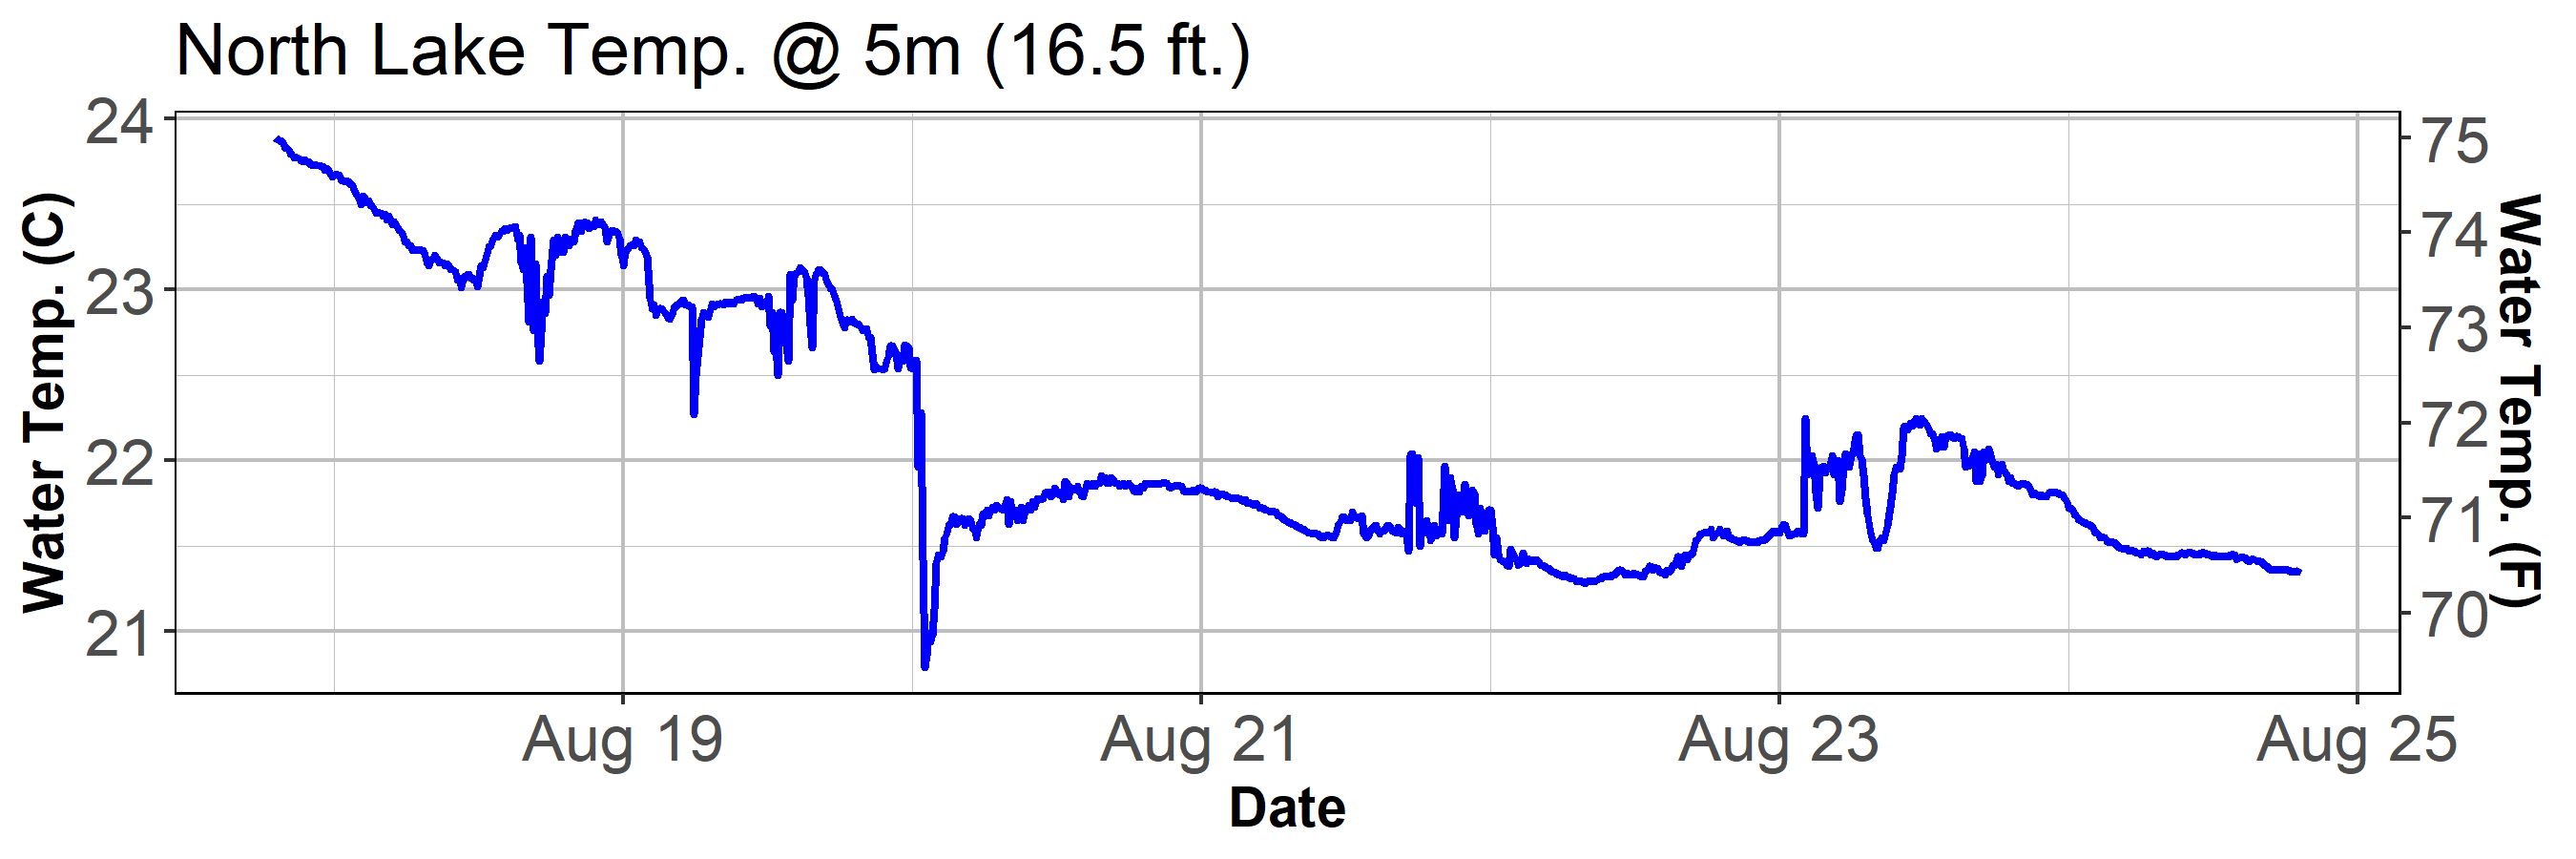 North Lake Temp. @ 5m (16.5 ft.)
24
23
22
21
Water Temp. (C)
75
74
73
72
71
70
Water Temp. (F)
Aug 19
Aug 21
Aug 23
Aug 25
Date